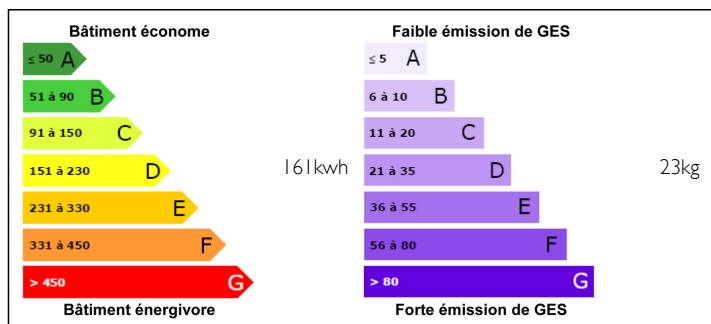 Bâtiment économe
≤ 50 A
51 à 90 B
91 à 150 C
151 à 230 D
231 à 330 E
331 à 450 F
> 450 G
Bâtiment énergivore
161kwh
Faible émission de GES
≤ 5 A
6 à 10 B
11 à 20 C
21 à 35 D
36 à 55 E
56 à 80 F
> 80 G
Forte émission de GES
23kg